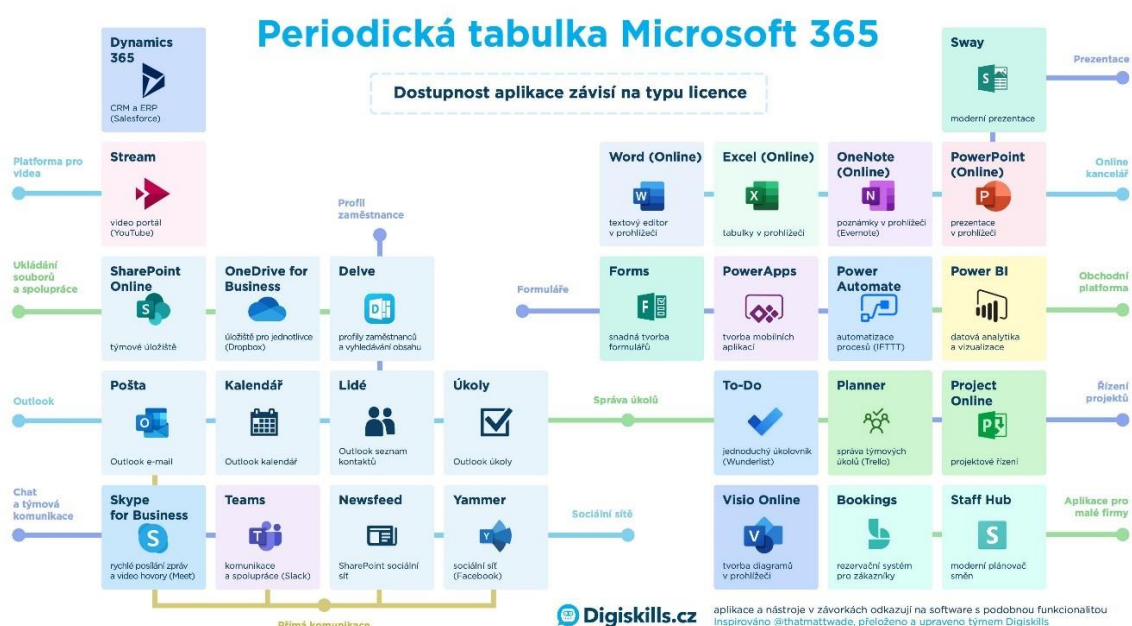 Periodická tabulka Microsoft 365
Dostupnost aplikace závisí na typu licence
Dynamics
365
CRM a ERP
(Salesforce)
Sway
moderní prezentace
Prezentace
Platforma pro
videa
Stream
video portál
(YouTube)
Profil
zaměstnance
Word (Online)
textový editor
v prohlížeči
Excel (Online)
tabulky v prohlížeči
OneNote
(Online)
poznámky v prohlížeči
(Evernote)
PowerPoint
(Online)
prezentace
v prohlížeči
Online
kancelář
Ukládání
souborů
a spolupráce
SharePoint
Online
týmové úložiště
OneDrive for
Business
úložiště pro jednotlivce
(Dropbox)
Delve
profily zaměstnanců
a vyhledávání obsahu
Formuláře
Forms
snadná tvorba
formulářů
PowerApps
tvorba mobilních
aplikací
Power
Automate
automatizace
procesů (IFTTT)
Power BI
datová analytika
a vizualizace
Obchodní
platforma
Outlook
Pošta
Outlook e-mail
Kalendář
Outlook kalendář
Lidé
Outlook seznam
kontaktů
Úkoly
Outlook úkoly
Správa úkolů
To-Do
jednoduchý úkolovník
(Wunderlist)
Planner
správa týmových
úkolů (Trello)
Project
Online
projektové řízení
Řízení
projektů
Chat
a týmová
komunikace
Skype
for Business
rychlé posílání zpráv
a video hovory (Meet)
Teams
komunikace
a spolupráce (Slack)
Newsfeed
SharePoint sociální
síť
Yammer
sociální síť
(Facebook)
Sociální sítě
Visio Online
tvorba diagramů
v prohlížeči
Bookings
rezervační systém
pro zákazníky
Staff Hub
moderní plánovač
směn
Aplikace pro
malé firmy
Přímá komunikace
Digiskills.cz
aplikace a nástroje v závorkách odkazují na software s podobnou funkcionalitou
Inspirováno @thatmattwade, přeloženo a upraveno týmem Digiskills